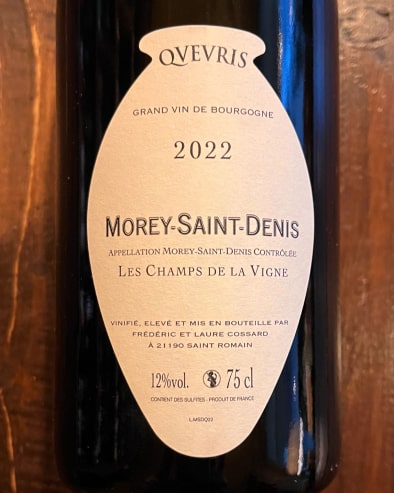 QVEVRIS
GRAND VIN DE BOURGOGNE
2022
MOREY-SAINT-DENIS
APPELLATION MOREY-SAINT-DENIS CONTRÔLÉE
LES CHAMPS DE LA VIGNE
VINIFIÉ, ELEVÉ ET MIS EN BOUTEILLE PAR
FRÉDÉRIC ET LAURE COSSARD
À 21190 SAINT ROMAIN
12%vol. 75 cl
CONTIENT DES SULFITES - PRODUIT DE FRANCE